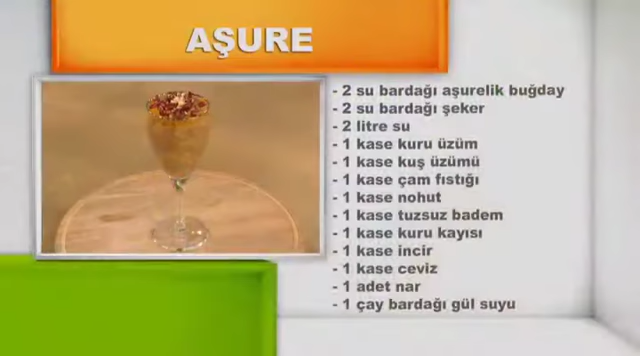 AŞURE
- 2 su bardağı aşurelik buğday
- 2 su bardağı şeker
- 2 litre su
- 1 kase kuru üzüm
- 1 kase kuş üzümü
- 1 kase çam fıstığı
- 1 kase nohut
- 1 kase tuzsuz badem
- 1 kase kuru kayısı
- 1 kase incir
- 1 kase ceviz
- 1 adet nar
- 1 çay bardağı gül suyu